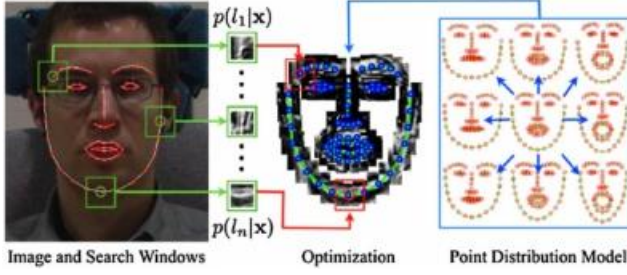 p(l₁|x)
p(lₙ|x)
Image and Search Windows
Optimization
Point Distribution Model